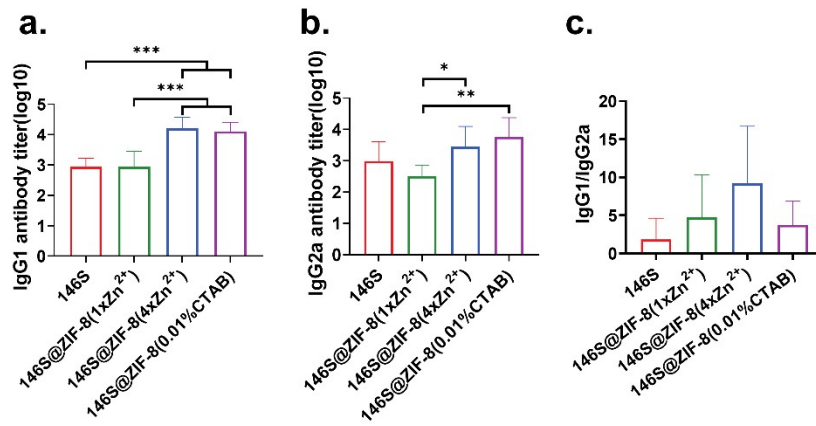 a.
***
***
IgG1 antibody titer(log10)
5
4
3
2
1
0
146S
146S@ZIF-8(1xZn²⁺)
146S@ZIF-8(4xZn²⁺)
146S@ZIF-8(0.01%CTAB)
b.
*
**
IgG2a antibody titer(log10)
5
4
3
2
1
0
146S
146S@ZIF-8(1xZn²⁺)
146S@ZIF-8(4xZn²⁺)
146S@ZIF-8(0.01%CTAB)
c.
IgG1/IgG2a
20
15
10
5
0
146S
146S@ZIF-8(1xZn²⁺)
146S@ZIF-8(4xZn²⁺)
146S@ZIF-8(0.01%CTAB)